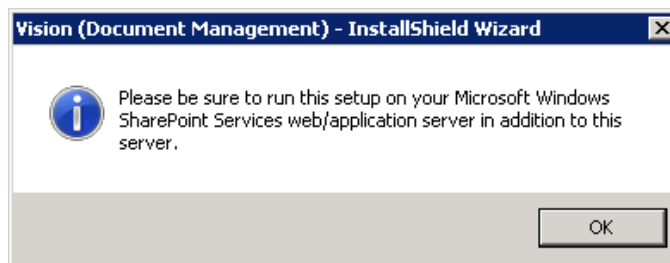 Vision (Document Management) - InstallShield Wizard
Please be sure to run this setup on your Microsoft Windows
SharePoint Services web/application server in addition to this
server.
OK